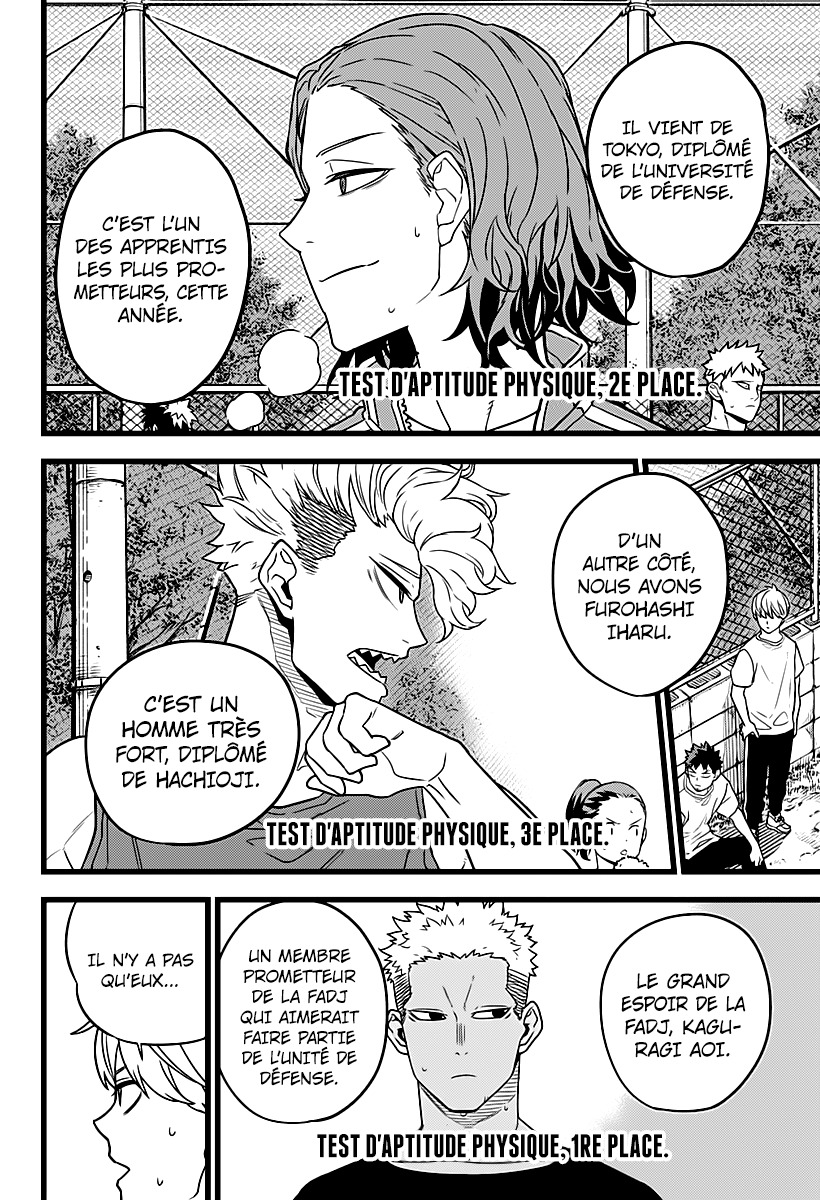 IL VIENT DE
TOKYO, DIPLÔMÉ
DE L'UNIVERSITÉ
DE DÉFENSE.
C'EST L'UN
DES APPRENTIS
LES PLUS PRO-
METTEURS, CETTE
ANNÉE.
TEST D'APTITUDE PHYSIQUE, 2E PLACE.
D'UN
AUTRE CÔTÉ,
NOUS AVONS
FUROHASHI
IHARU.
C'EST UN
HOMME TRÈS
FORT, DIPLÔMÉ
DE HACHIOJI.
TEST D'APTITUDE PHYSIQUE, 3E PLACE.
LE GRAND
ESPOIR DE LA
FADJ, KAGU-
RAGI AOI.
UN MEMBRE
PROMETTEUR
DE LA FADJ
QUI AIMERAIT
FAIRE PARTIE
DE L'UNITÉ DE
DÉFENSE.
TEST D'APTITUDE PHYSIQUE, 1RE PLACE.
IL N'Y A PAS
QU'EUX...